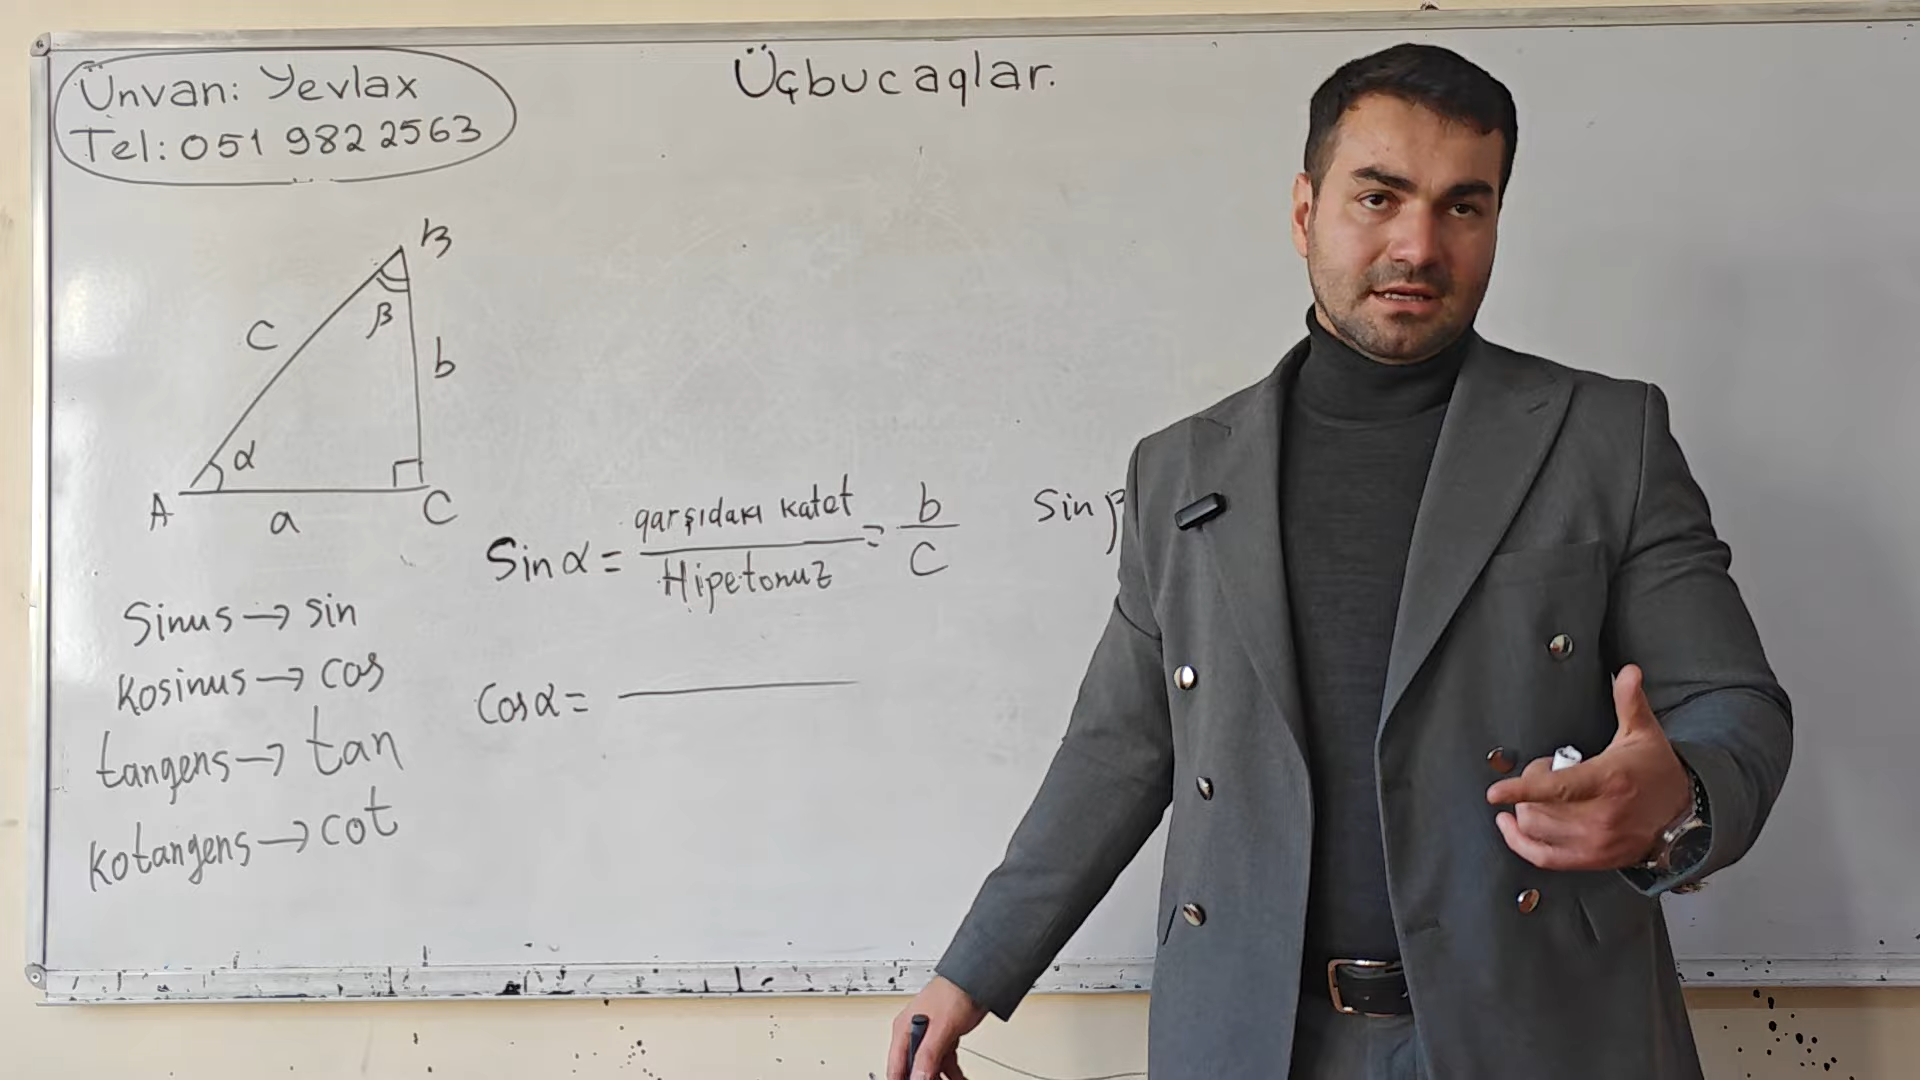 Ünvan: Yevlax
Tel: 051 982 2563
Üçbucaqlar.
B
β
c
b
α
A
a
C
Sin α = qarşıdakı katet / Hipetonuz = b / c
Sin β
Cos α =
Sinus → sin
Kosinus → cos
tangens → tan
kotangens → cot